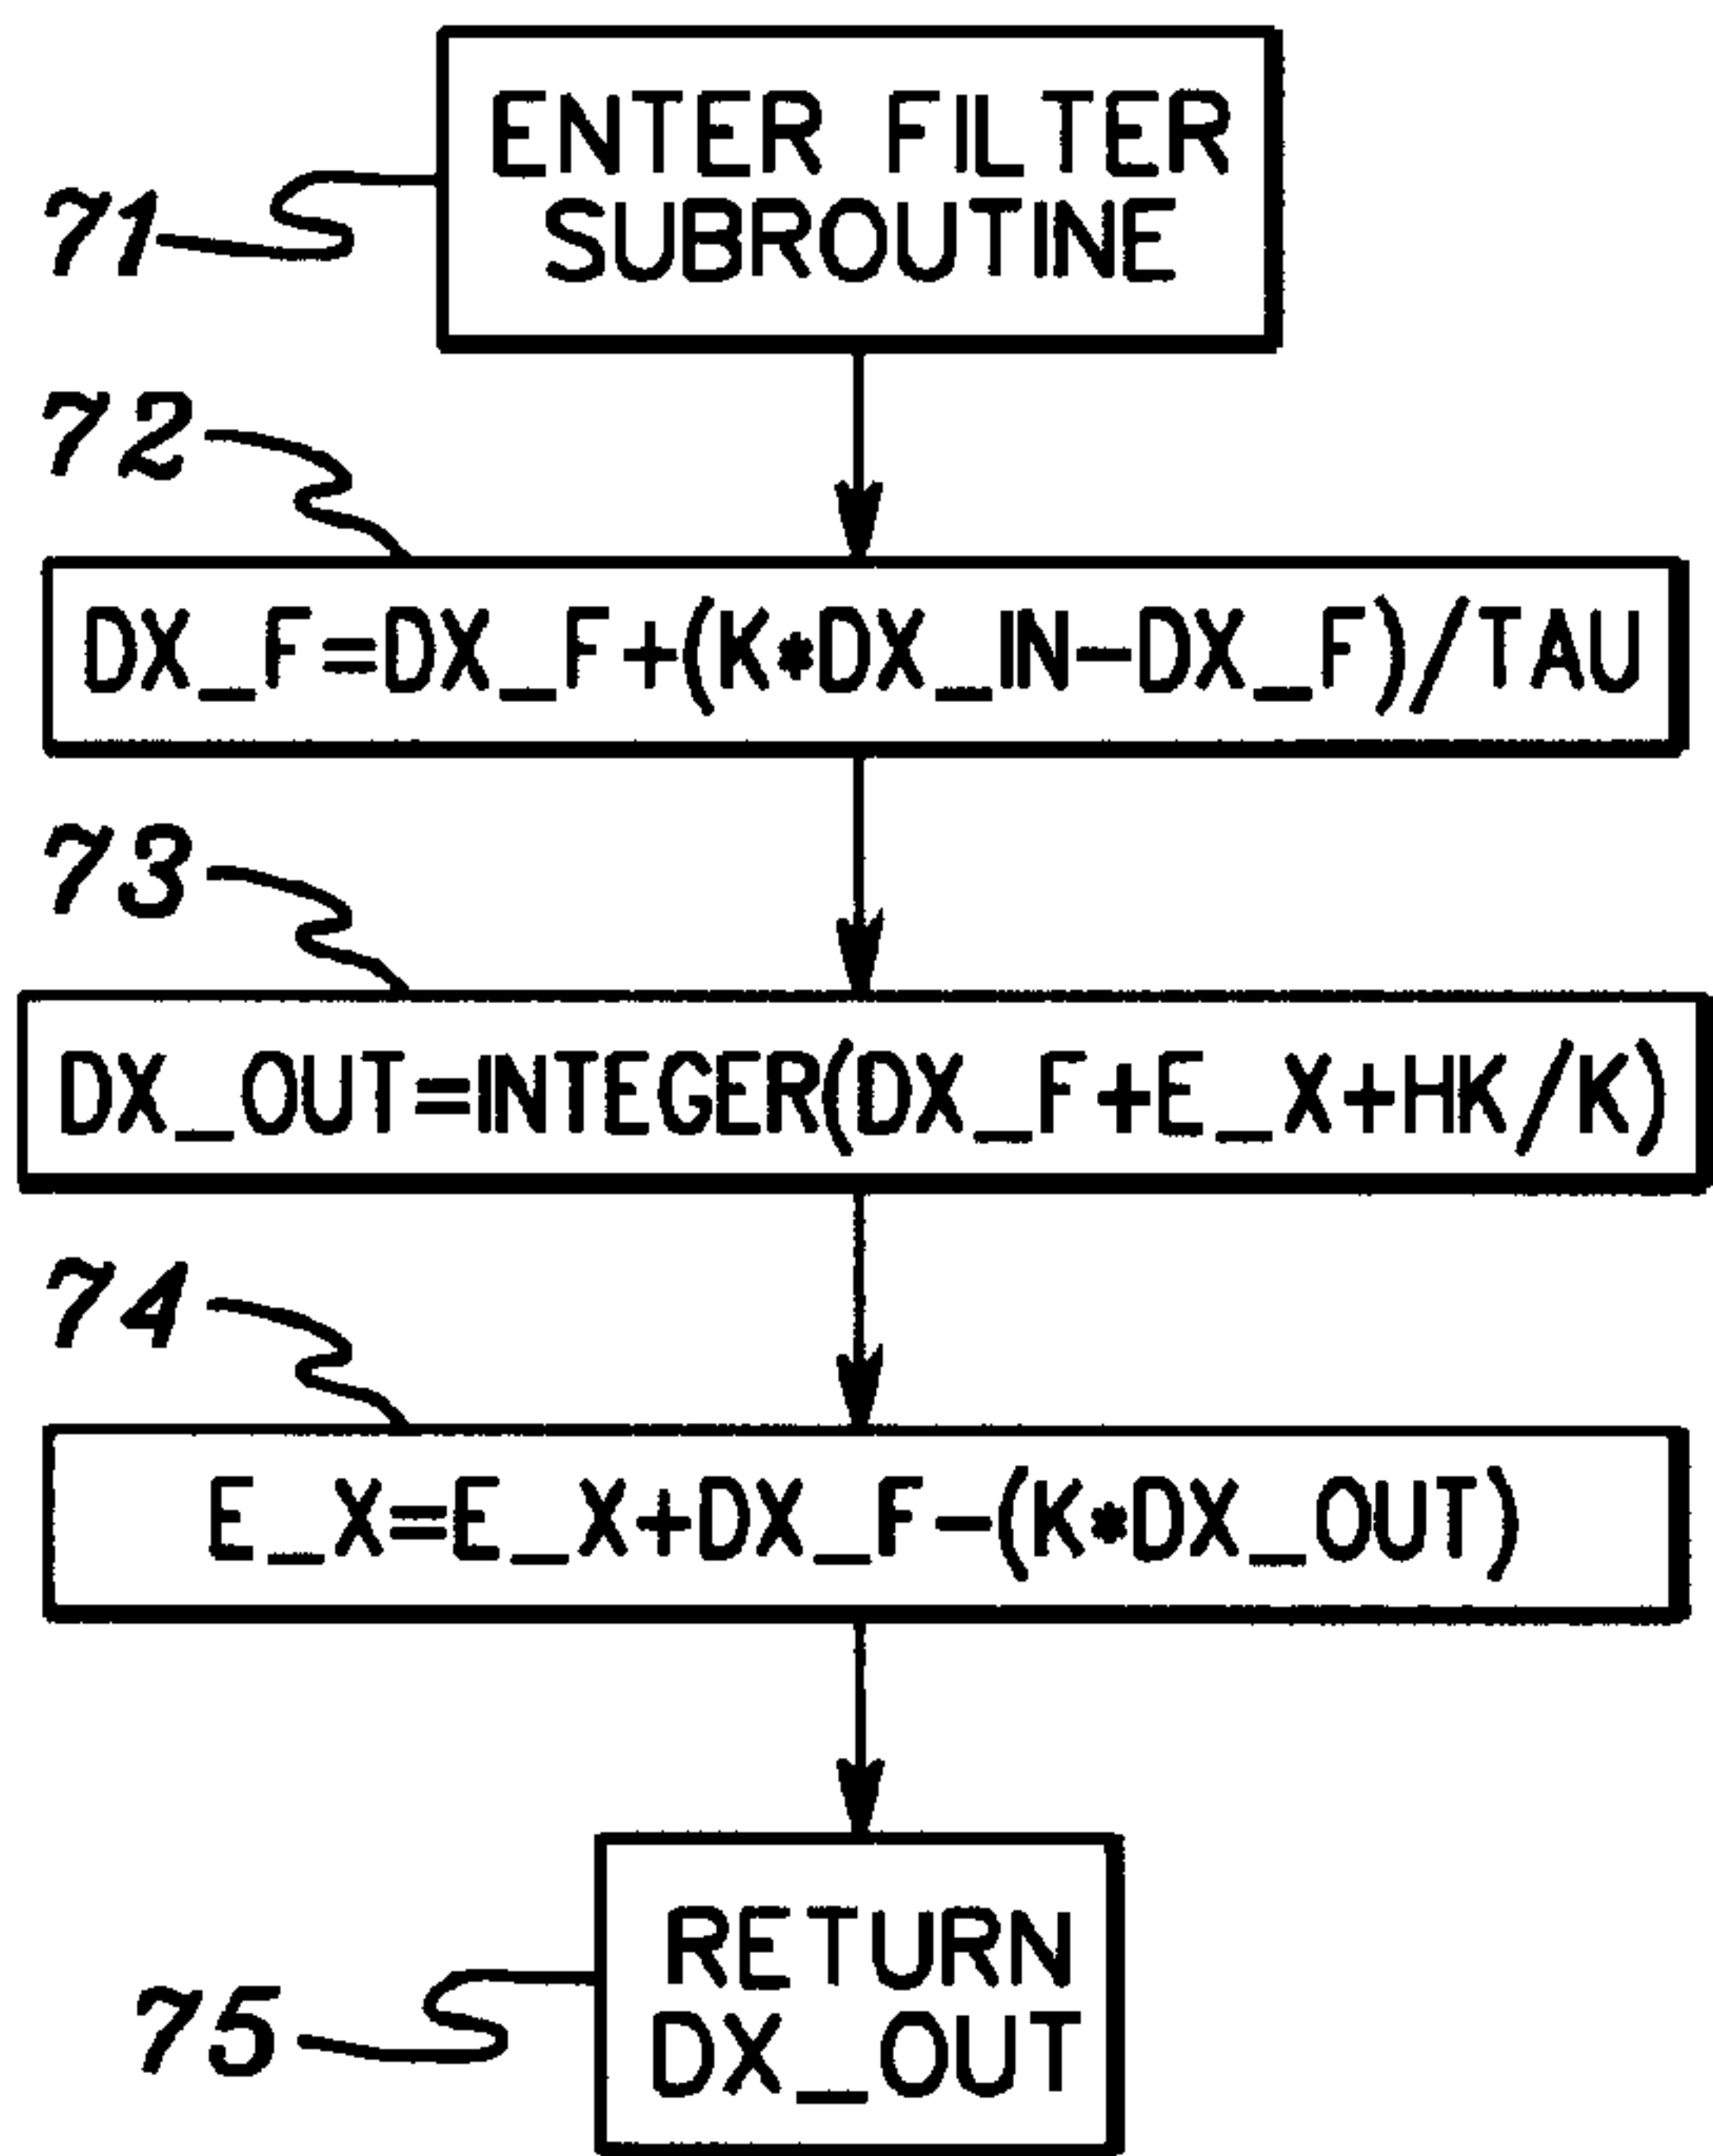 71
ENTER FILTER
SUBROUTINE
72
DX_F=DX_F+(K*DX_IN-DX_F)/TAU
73
DX_OUT=INTEGER(DX_F+E_X+HK/K)
74
E_X=E_X+DX_F-(K*DX_OUT)
75
RETURN
DX_OUT